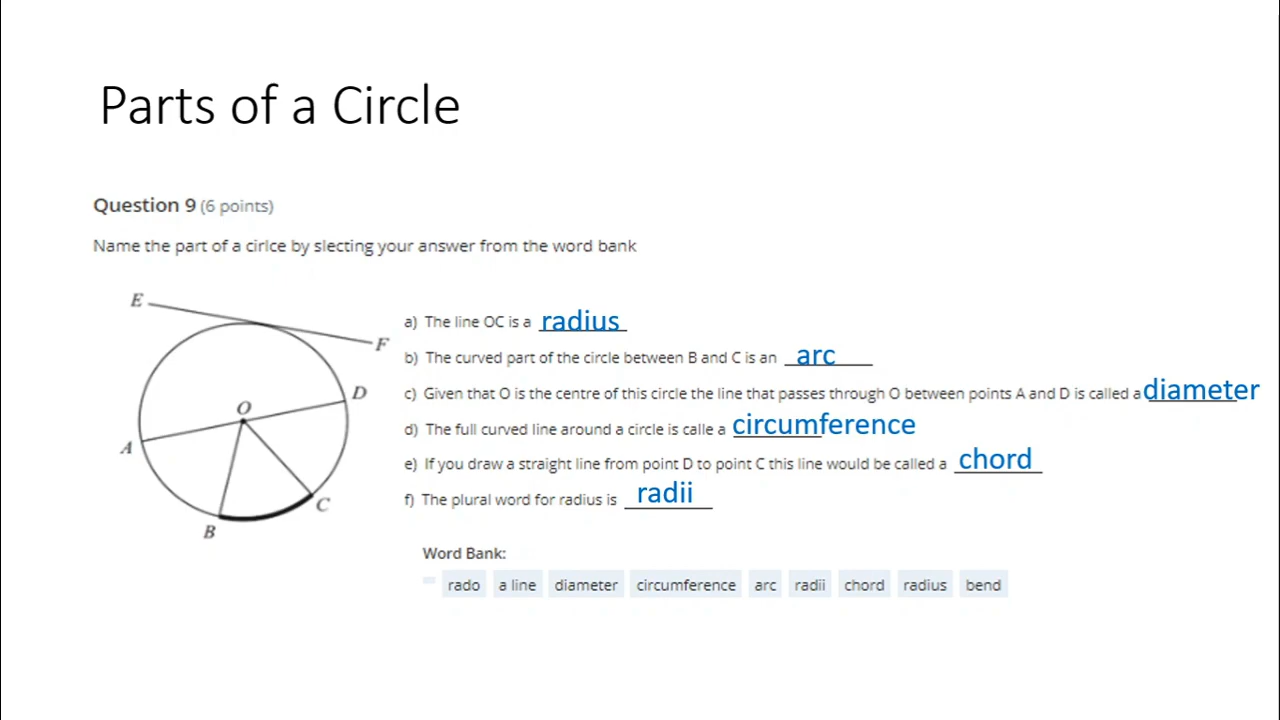 Parts of a Circle
Question 9 (6 points)
Name the part of a cirlce by slecting your answer from the word bank
E
F
D
O
A
C
B
a) The line OC is a radius
b) The curved part of the circle between B and C is an arc
c) Given that O is the centre of this circle the line that passes through O between points A and D is called a diameter
d) The full curved line around a circle is calle a circumference
e) If you draw a straight line from point D to point C this line would be called a chord
f) The plural word for radius is radii
Word Bank:
rado a line diameter circumference arc radii chord radius bend